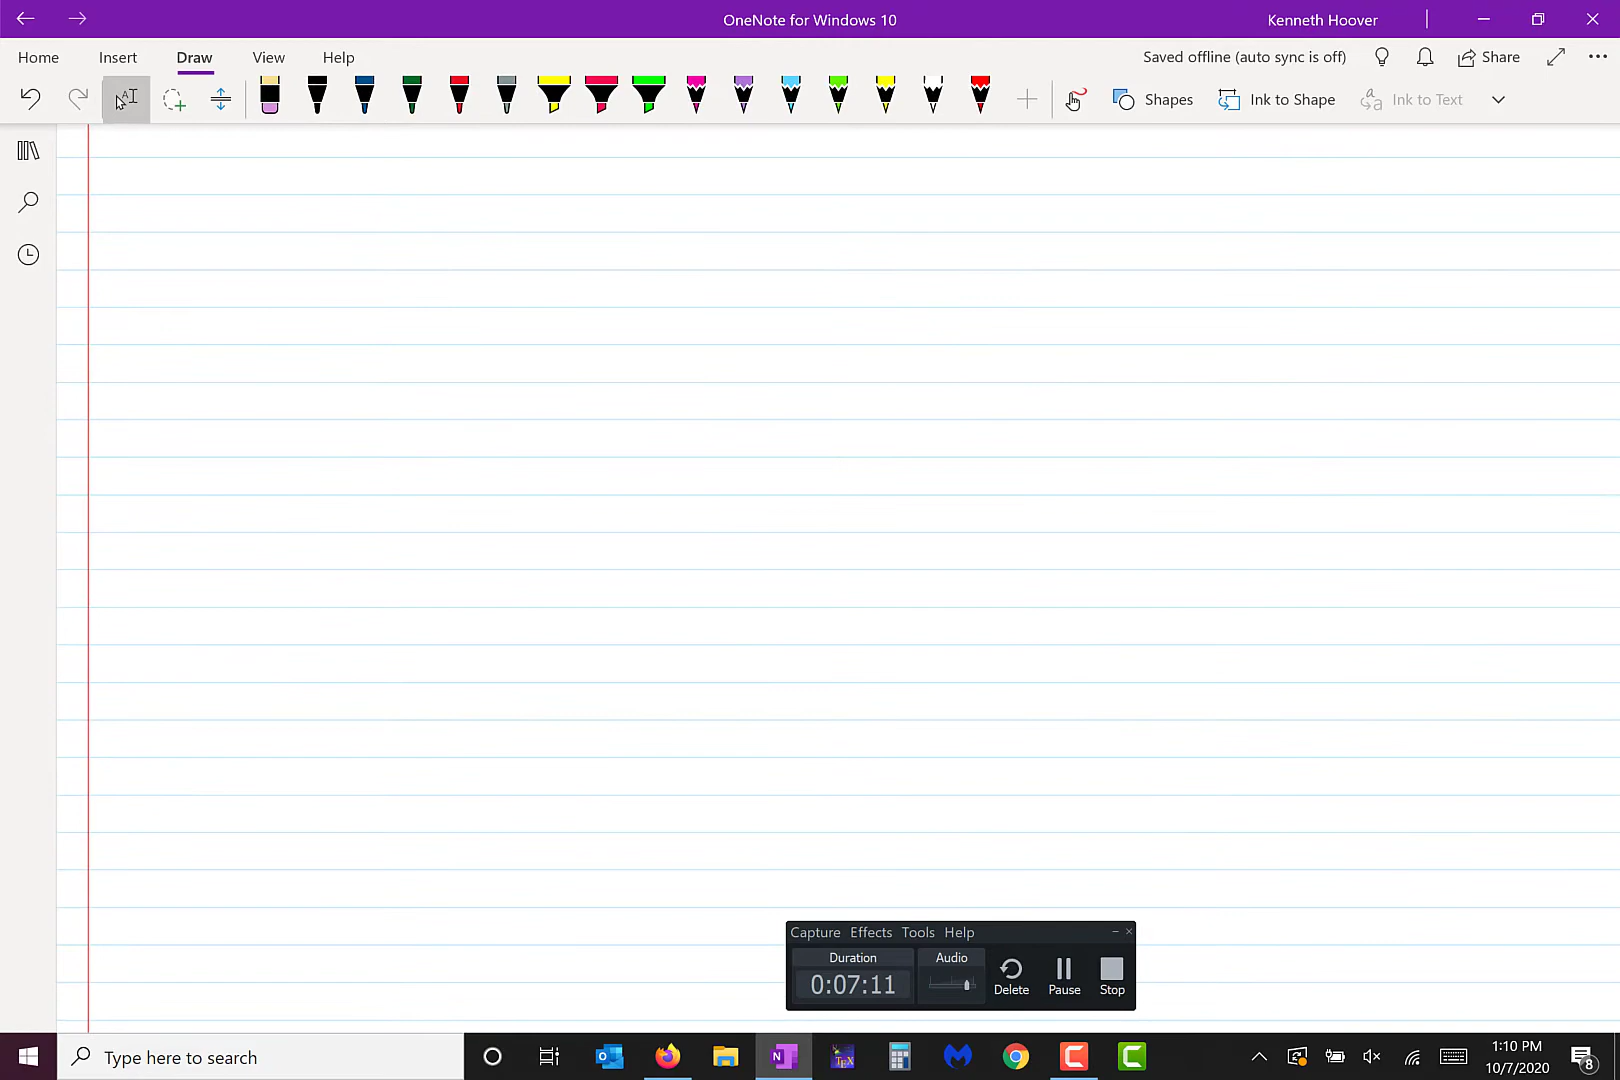 OneNote for Windows 10
Kenneth Hoover
Home Insert Draw View Help
Saved offline (auto sync is off)
Share
Shapes
Ink to Shape
Ink to Text
Capture Effects Tools Help
Duration
Audio
0:07:11
Delete
Pause
Stop
Type here to search
1:10 PM
10/7/2020
8